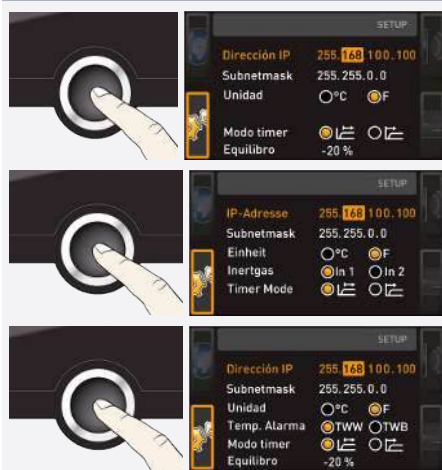 SETUP
Dirección IP 255.168.100.100
Subnetmask 255.255.0.0
Unidad °C F
Modo timer
Equilibro -20 %
SETUP
IP-Adresse 255.168.100.100
Subnetmask 255.255.0.0
Einheit °C F
Inertgas In 1 In 2
Timer Mode
SETUP
Dirección IP 255.168.100.100
Subnetmask 255.255.0.0
Unidad °C F
Temp. Alarma TWW TWB
Modo timer
Equilibro -20 %